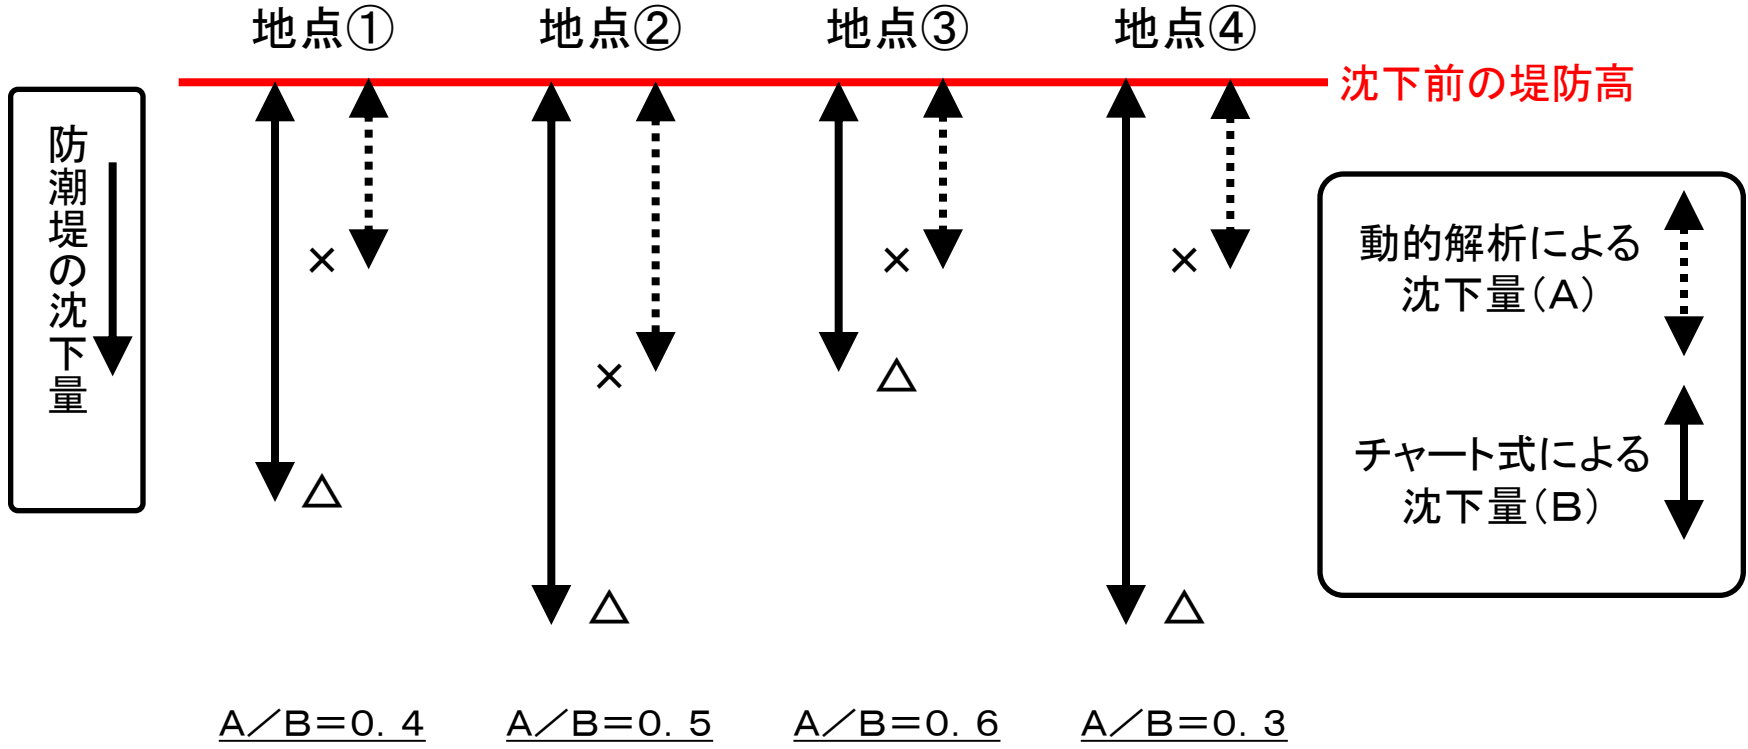 地点①
地点②
地点③
地点④
沈下前の堤防高
防潮堤の沈下量
動的解析による
沈下量（A）
チャート式による
沈下量（B）
×
△
×
△
×
△
×
△
A／B＝0．4
A／B＝0．5
A／B＝0．6
A／B＝0．3